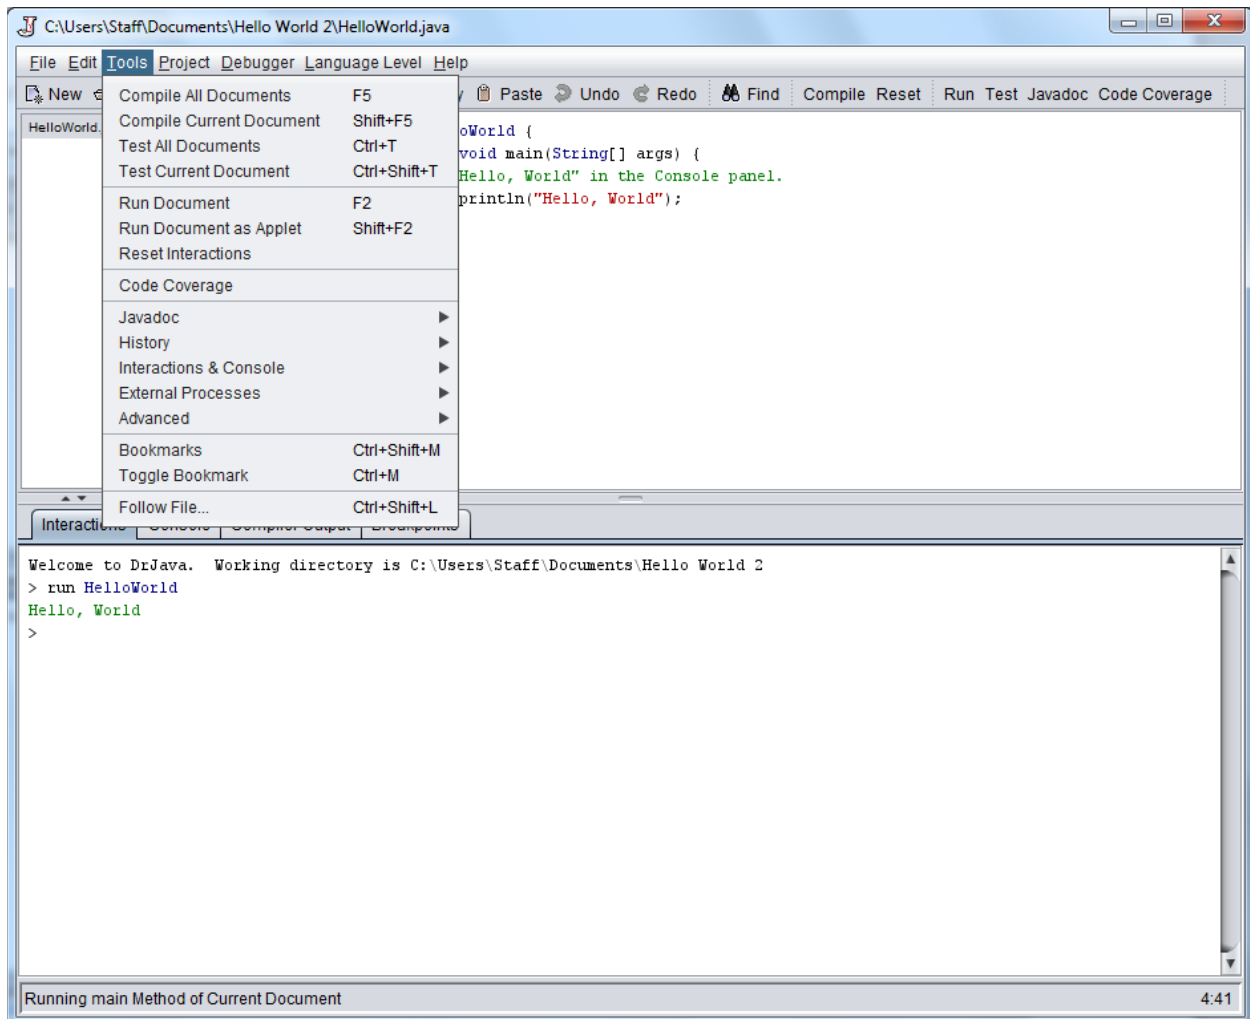 C:\Users\Staff\Documents\Hello World 2\HelloWorld.java
File Edit Tools Project Debugger Language Level Help
New Paste Undo Redo Find Compile Reset Run Test Javadoc Code Coverage
HelloWorld.
Compile All Documents F5
Compile Current Document Shift+F5
Test All Documents Ctrl+T
Test Current Document Ctrl+Shift+T
Run Document F2
Run Document as Applet Shift+F2
Reset Interactions
Code Coverage
Javadoc
History
Interactions & Console
External Processes
Advanced
Bookmarks Ctrl+Shift+M
Toggle Bookmark Ctrl+M
Follow File... Ctrl+Shift+L
oWorld {
void main(String[] args) {
Hello, World" in the Console panel.
println("Hello, World");
Interactions Console Compiler Output Breakpoints
Welcome to DrJava.  Working directory is C:\Users\Staff\Documents\Hello World 2
> run HelloWorld
Hello, World
>
Running main Method of Current Document 4:41